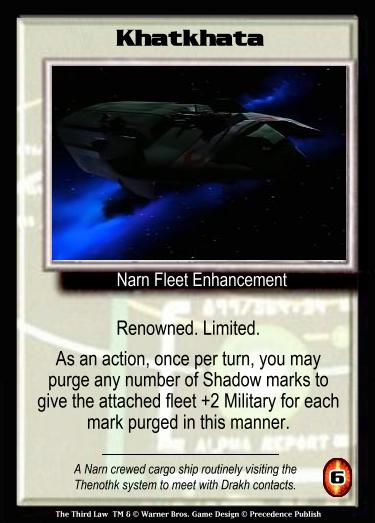 Khatkhata
Narn Fleet Enhancement
Renowned. Limited.
As an action, once per turn, you may
purge any number of Shadow marks to
give the attached fleet +2 Military for each
mark purged in this manner.
A Narn crewed cargo ship routinely visiting the
Thenothk system to meet with Drakh contacts.
6
The Third Law TM & © Warner Bros. Game Design © Precedence Publish